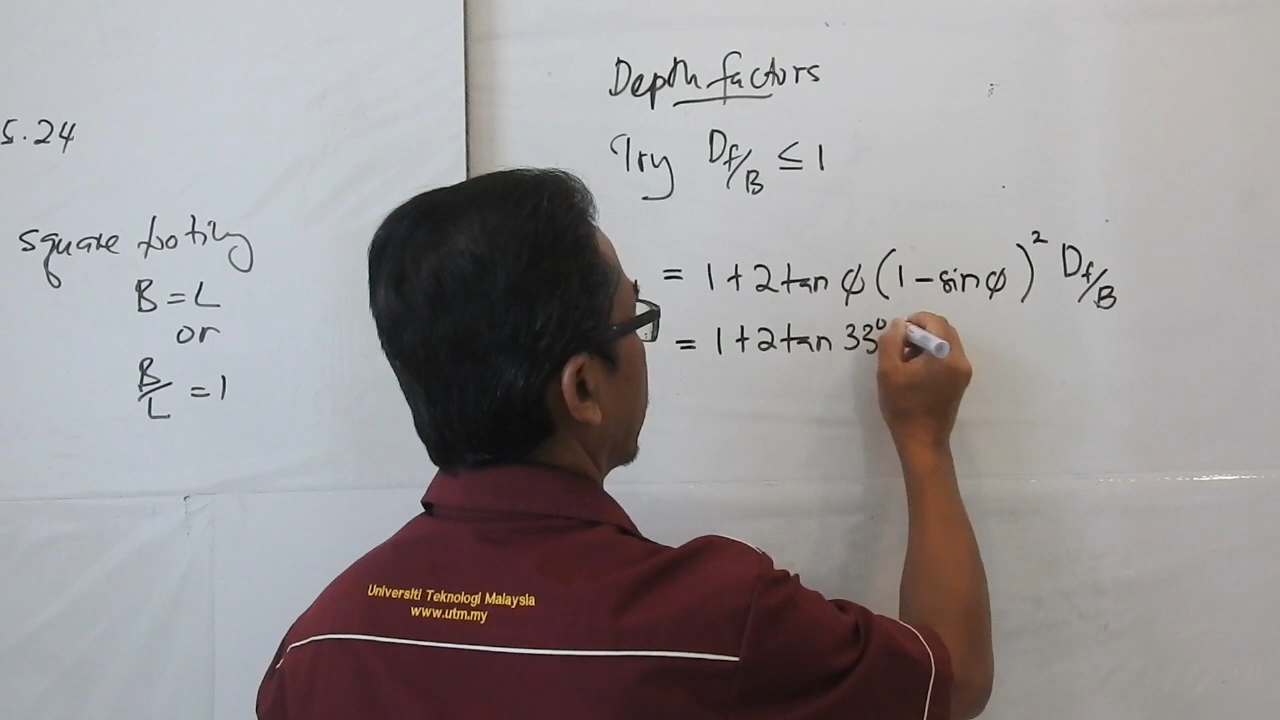 5.24
square footing
B = L
or
B/L = 1
Depth factors
Try Df/B ≤ 1
= 1 + 2 tan φ (1 - sin φ)² Df/B
= 1 + 2 tan 33°
Universiti Teknologi Malaysia
www.utm.my